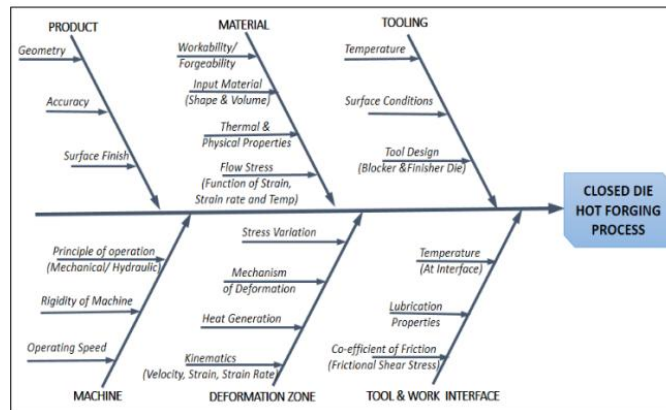 PRODUCT
Geometry
Accuracy
Surface Finish
MATERIAL
Workability/
Forgeability
Input Material
(Shape & Volume)
Thermal &
Physical Properties
Flow Stress
(Function of Strain,
Strain rate and Temp)
TOOLING
Temperature
Surface Conditions
Tool Design
(Blocker &Finisher Die)
CLOSED DIE
HOT FORGING
PROCESS
Principle of operation
(Mechanical/ Hydraulic)
Rigidity of Machine
Operating Speed
MACHINE
Stress Variation
Mechanism
of Deformation
Heat Generation
Kinematics
(Velocity, Strain, Strain Rate)
DEFORMATION ZONE
Temperature
(At Interface)
Lubrication
Properties
Co-efficient of Friction
(Frictional Shear Stress)
TOOL & WORK INTERFACE